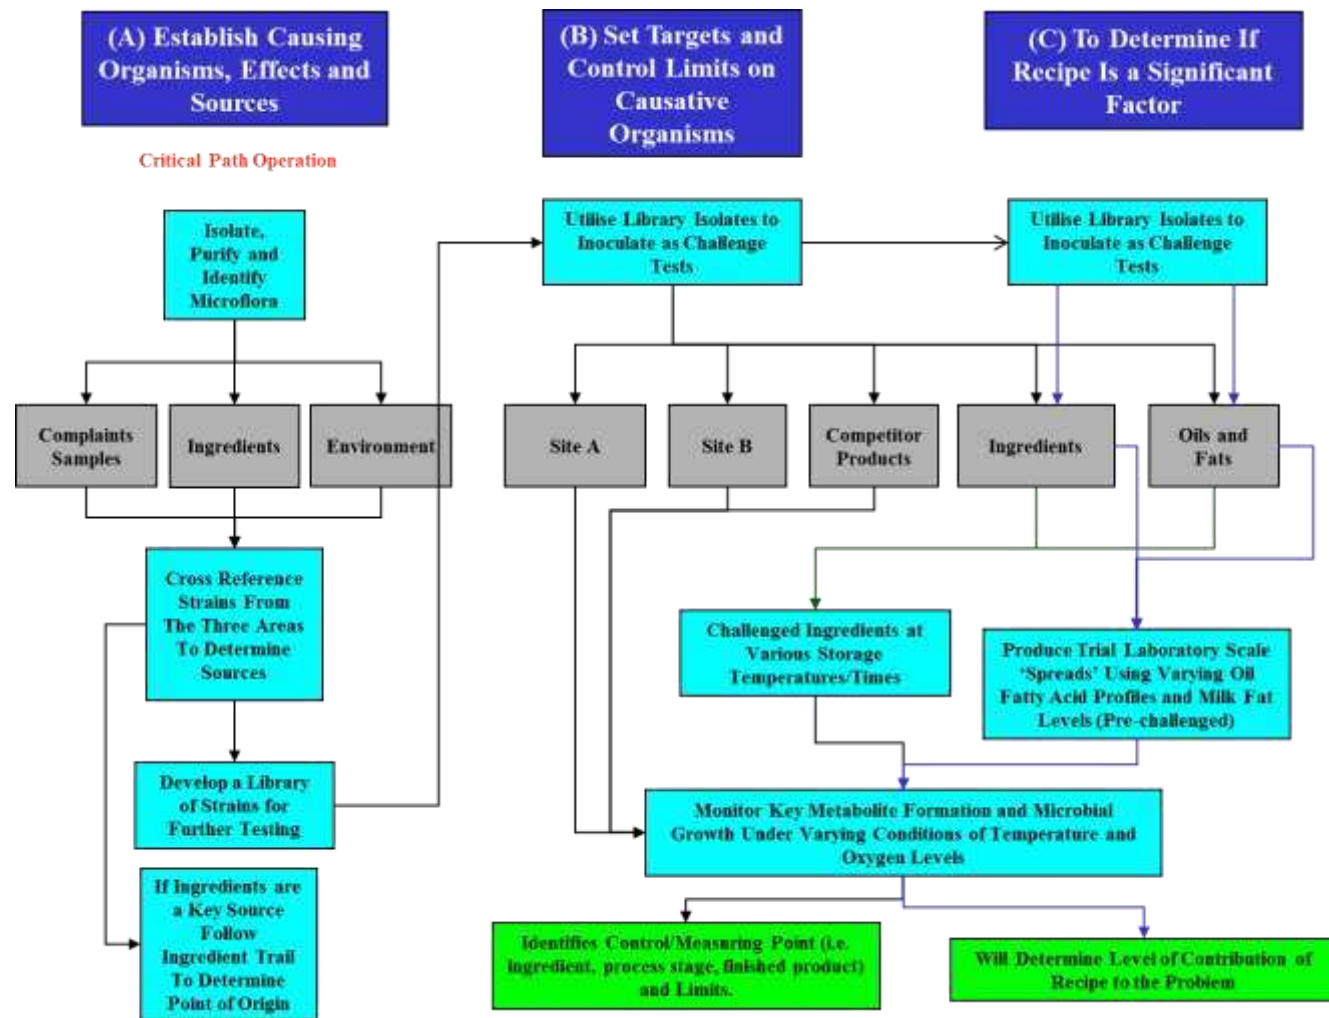 (A) Establish Causing
Organisms, Effects and
Sources
(B) Set Targets and
Control Limits on
Causative
Organisms
(C) To Determine If
Recipe Is a Significant
Factor
Critical Path Operation
Isolate,
Purify and
Identify
Microflora
Utilise Library Isolates to
Inoculate as Challenge
Tests
Utilise Library Isolates to
Inoculate as Challenge
Tests
Complaints
Samples
Ingredients
Environment
Site A
Site B
Competitor
Products
Ingredients
Oils and
Fats
Cross Reference
Strains From
The Three Areas
To Determine
Sources
Challenged Ingredients at
Various Storage
Temperatures/Times
Produce Trial Laboratory Scale
‘Spreads’ Using Varying Oil
Fatty Acid Profiles and Milk Fat
Levels (Pre-challenged)
Develop a Library
of Strains for
Further Testing
Monitor Key Metabolite Formation and Microbial
Growth Under Varying Conditions of Temperature and
Oxygen Levels
If Ingredients are
a Key Source
Follow
Ingredient Trail
To Determine
Point of Origin
Identifies Control/Measuring Point (i.e.
ingredient, process stage, finished product)
and Limits.
Will Determine Level of Contribution of
Recipe to the Problem